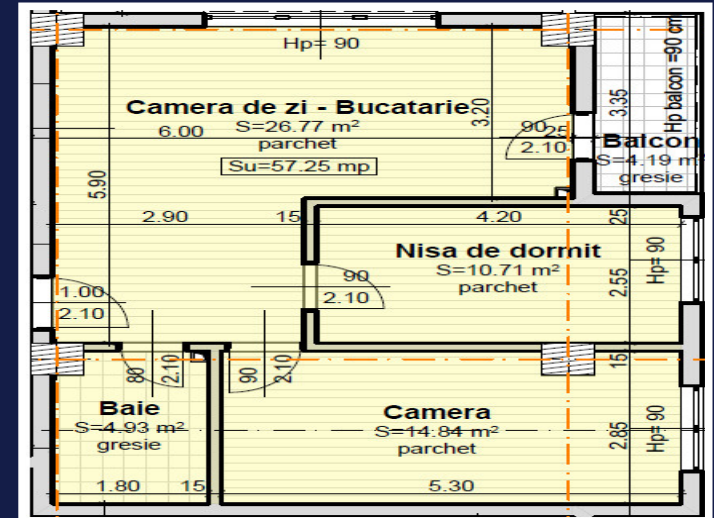 Hp= 90
Camera de zi - Bucatarie
6.00
S=26.77 m²
parchet
Su=57.25 mp
3.20
5.90
90
25
2.10
3.35
Hp balcon =90 cm
Balcon
S=4.19 m²
gresie
2.90
15
4.20
25
Nisa de dormit
S=10.71 m²
parchet
90
2.10
2.55
Hp= 90
1.00
2.10
80
2.10
90
2.10
15
Baie
S=4.93 m²
gresie
Camera
S=14.84 m²
parchet
2.85
Hp= 90
1.80
15
5.30